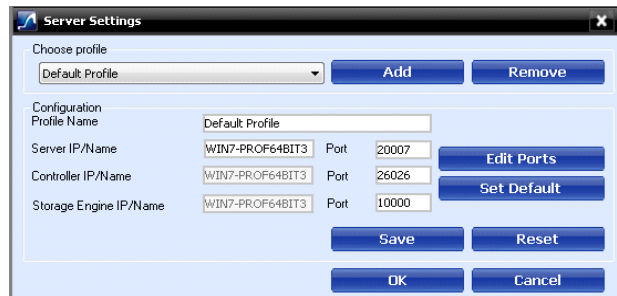 Server Settings
Choose profile
Default Profile Add Remove
Configuration
Profile Name Default Profile
Server IP/Name WIN7-PROF64BIT3 Port 20007
Edit Ports
Controller IP/Name WIN7-PROF64BIT3 Port 26026
Set Default
Storage Engine IP/Name WIN7-PROF64BIT3 Port 10000
Save Reset
OK Cancel